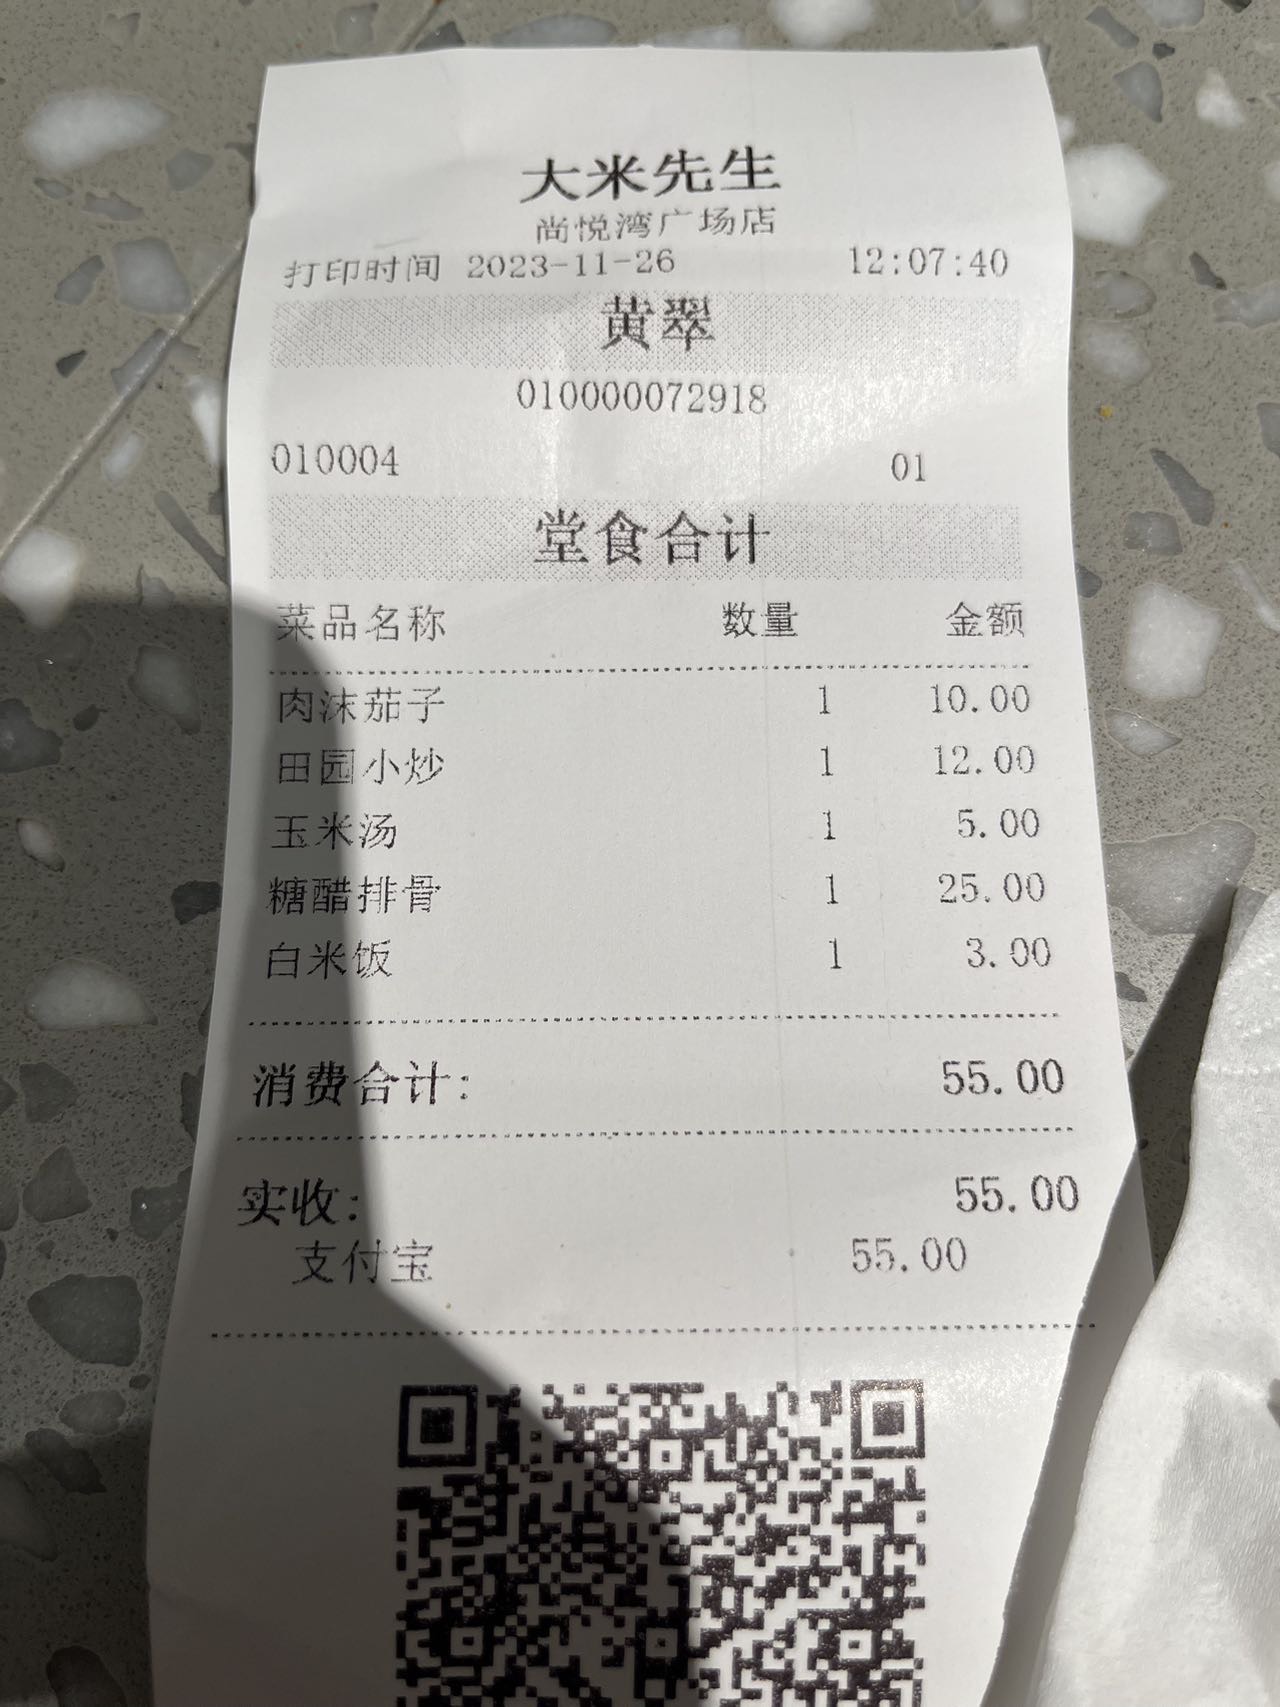 大米先生
尚悦湾广场店
打印时间 2023-11-26 12:07:40
黄翠
010000072918
010004 01
堂食合计
菜品名称 数量 金额
肉沫茄子 1 10.00
田园小炒 1 12.00
玉米汤 1 5.00
糖醋排骨 1 25.00
白米饭 1 3.00
消费合计: 55.00
实收: 55.00
支付宝 55.00